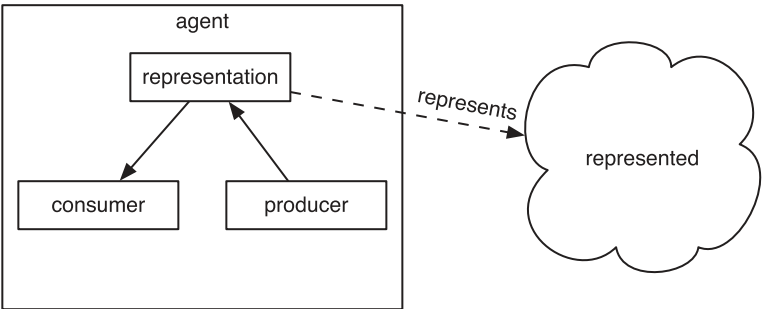 agent
representation
represents
represented
consumer
producer